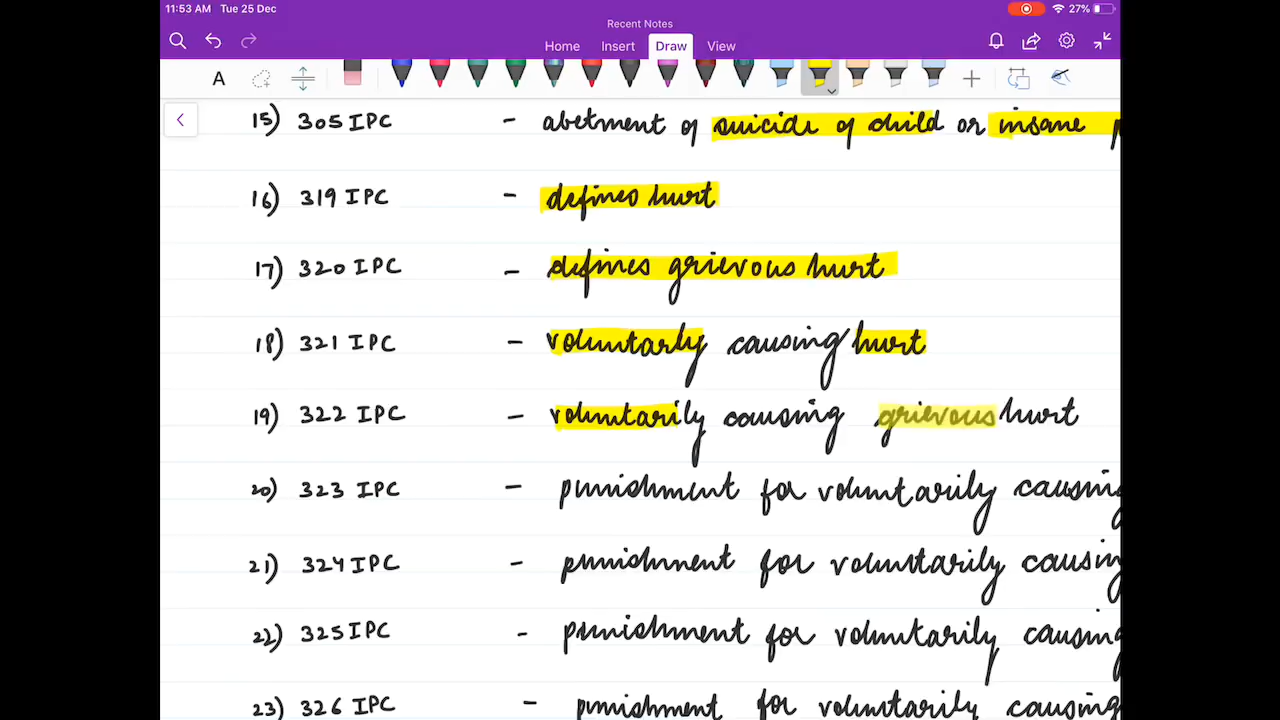 11:53 AM Tue 25 Dec
27%
Recent Notes
Home Insert Draw View
A
15) 305 IPC - abetment of suicide of child or insane
16) 319 IPC - defines hurt
17) 320 IPC - defines grievous hurt
18) 321 IPC - voluntarly causing hurt
19) 322 IPC - voluntarily causing grievous hurt
20) 323 IPC - punishment for voluntarily causing
21) 324 IPC - punishment for voluntarily causing
22) 325 IPC - punishment for voluntarily causing
23) 326 IPC - punishment for voluntarily causing